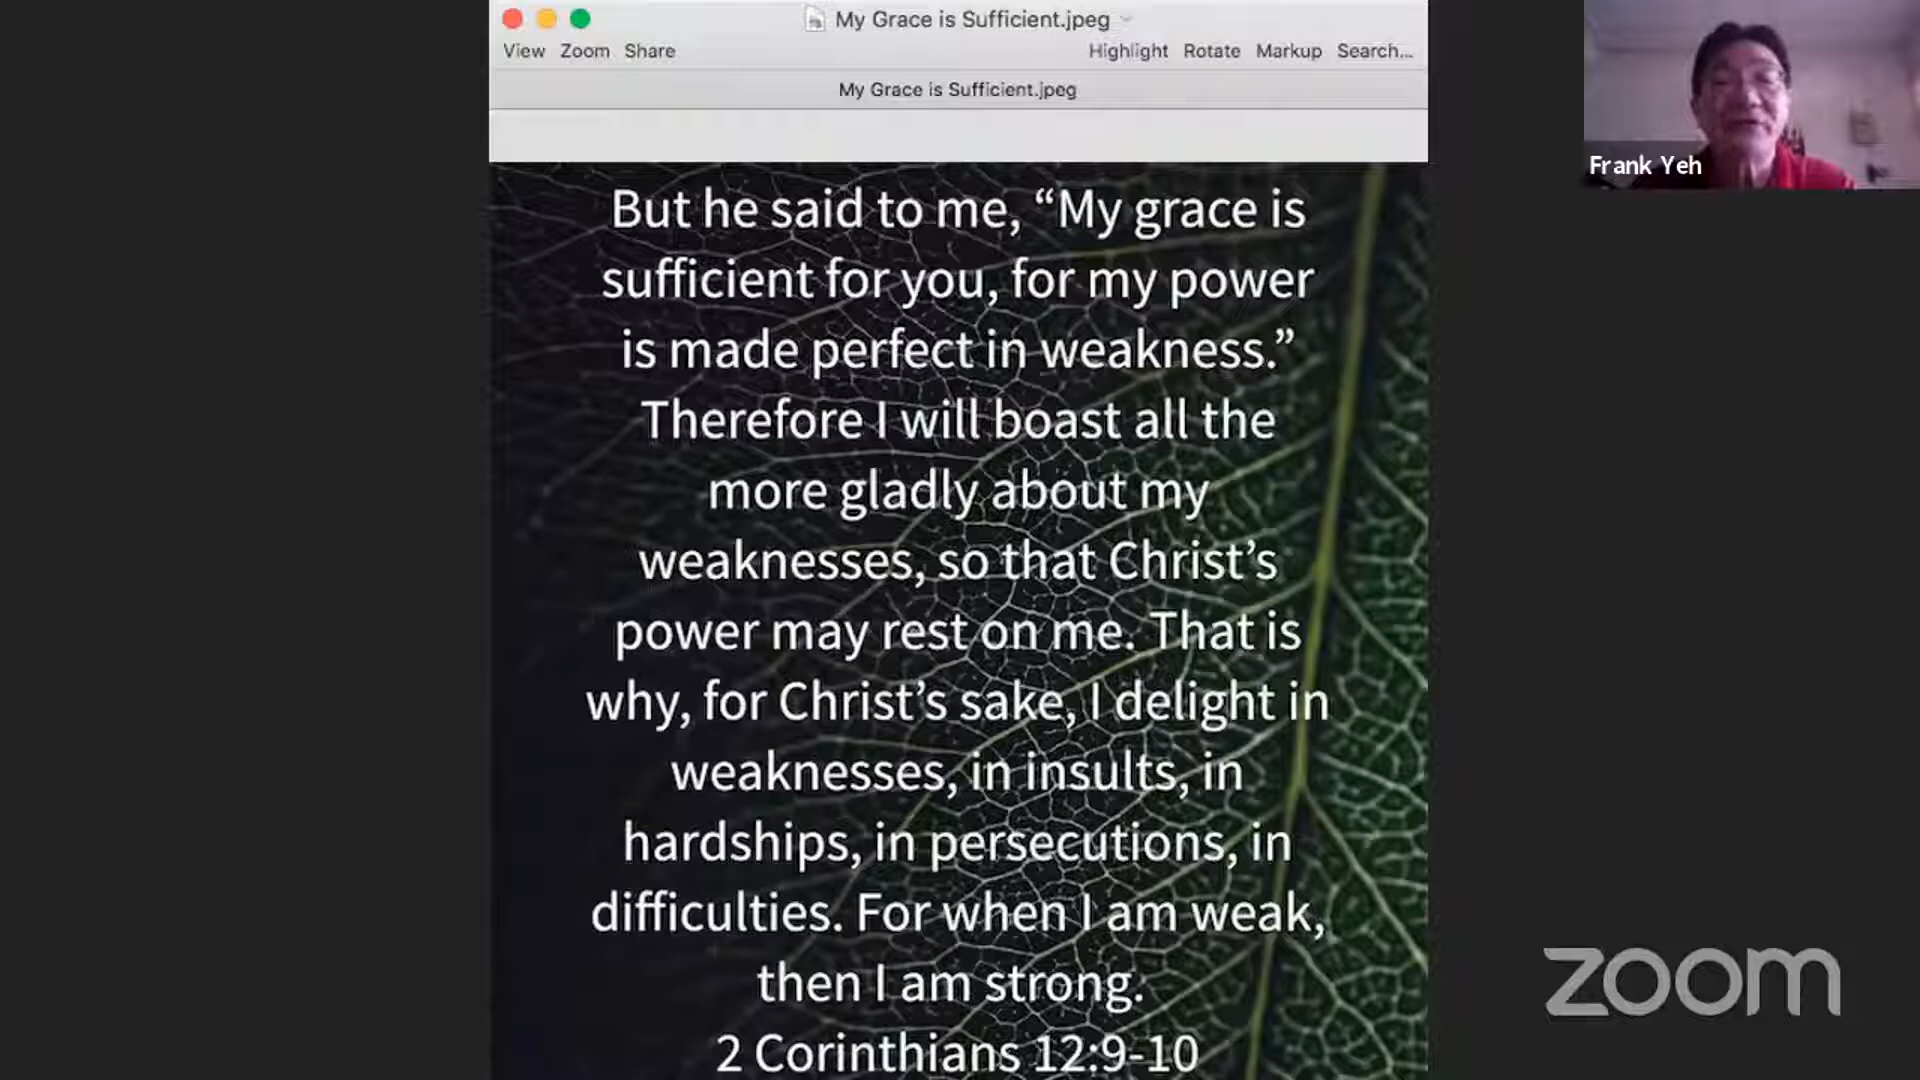 My Grace is Sufficient.jpeg
View Zoom Share
Highlight Rotate Markup Search...
My Grace is Sufficient.jpeg
Frank Yeh
But he said to me, “My grace is
sufficient for you, for my power
is made perfect in weakness.”
Therefore I will boast all the
more gladly about my
weaknesses, so that Christ’s
power may rest on me. That is
why, for Christ’s sake, I delight in
weaknesses, in insults, in
hardships, in persecutions, in
difficulties. For when I am weak,
then I am strong.
2 Corinthians 12:9-10
zoom